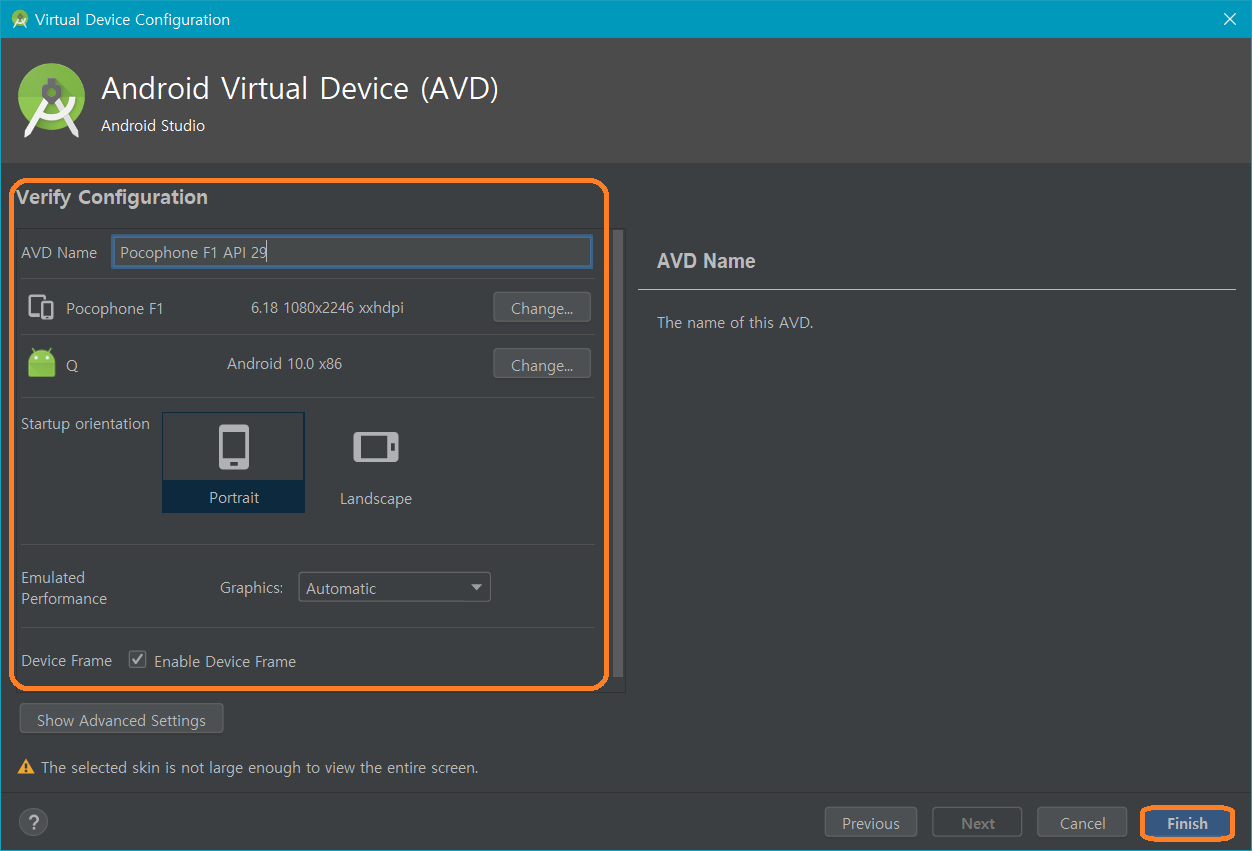 Virtual Device Configuration
Android Virtual Device (AVD)
Android Studio
Verify Configuration
AVD Name
Pocophone F1 API 29
Pocophone F1
6.18 1080x2246 xxhdpi
Change...
Q
Android 10.0 x86
Change...
Startup orientation
Portrait
Landscape
Emulated
Performance
Graphics:
Automatic
Device Frame
Enable Device Frame
Show Advanced Settings
The selected skin is not large enough to view the entire screen.
AVD Name
The name of this AVD.
?
Previous
Next
Cancel
Finish